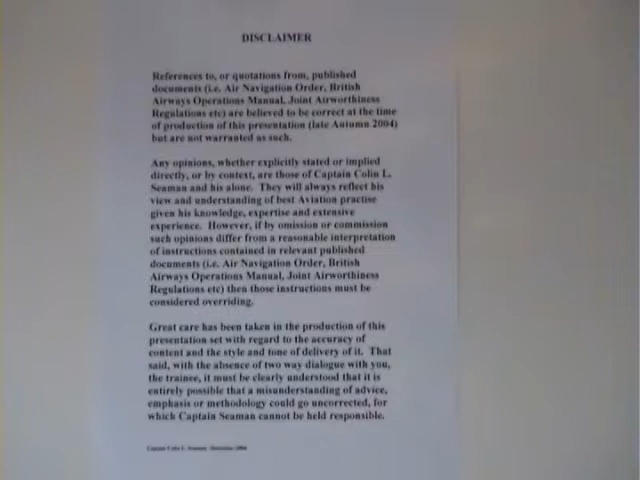 DISCLAIMER
References to, or quotations from, published
documents (i.e. Air Navigation Order, British
Airways Operations Manual, Joint Airworthiness
Regulations etc) are believed to be correct at the time
of production of this presentation (late Autumn 2004)
but are not warranted as such.
Any opinions, whether explicitly stated or implied
directly, or by context, are those of Captain Colin L.
Seaman and his alone. They will always reflect his
view and understanding of best Aviation practise
given his knowledge, expertise and extensive
experience. However, if by omission or commission
such opinions differ from a reasonable interpretation
of instructions contained in relevant published
documents (i.e. Air Navigation Order, British
Airways Operations Manual, Joint Airworthiness
Regulations etc) then those instructions must be
considered overriding.
Great care has been taken in the production of this
presentation set with regard to the accuracy of
content and the style and tone of delivery of it. That
said, with the absence of two way dialogue with you,
the trainee, it must be clearly understood that it is
entirely possible that a misunderstanding of advice,
emphasis or methodology could go uncorrected, for
which Captain Seaman cannot be held responsible.
Captain Colin L. Seaman 2004